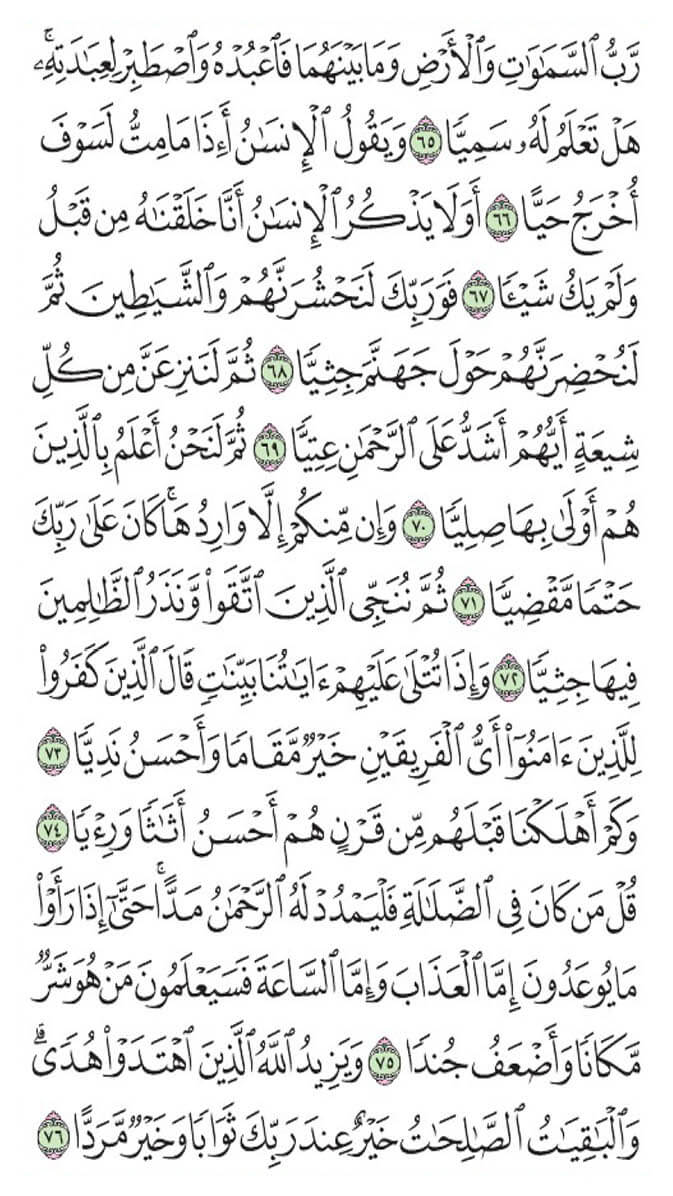 رَّبُّ ٱلسَّمَٰوَٰتِ وَٱلۡأَرۡضِ وَمَا بَيۡنَهُمَا فَٱعۡبُدۡهُ وَٱصۡطَبِرۡ لِعِبَٰدَتِهِۦۚ
هَلۡ تَعۡلَمُ لَهُۥ سَمِيّٗا ٦٥ وَيَقُولُ ٱلۡإِنسَٰنُ أَءِذَا مَا مِتُّ لَسَوۡفَ
أُخۡرَجُ حَيًّا ٦٦ أَوَلَا يَذۡكُرُ ٱلۡإِنسَٰنُ أَنَّا خَلَقۡنَٰهُ مِن قَبۡلُ
وَلَمۡ يَكُ شَيۡـٔٗا ٦٧ فَوَرَبِّكَ لَنَحۡشُرَنَّهُمۡ وَٱلشَّيَٰطِينَ ثُمَّ
لَنُحۡضِرَنَّهُمۡ حَوۡلَ جَهَنَّمَ جِثِيّٗا ٦٨ ثُمَّ لَنَنزِعَنَّ مِن كُلِّ
شِيعَةٍ أَيُّهُمۡ أَشَدُّ عَلَى ٱلرَّحۡمَٰنِ عِتِيّٗا ٦٩ ثُمَّ لَنَحۡنُ أَعۡلَمُ بِٱلَّذِينَ
هُمۡ أَوۡلَىٰ بِهَا صِلِيّٗا ٧٠ وَإِن مِّنكُمۡ إِلَّا وَارِدُهَاۚ كَانَ عَلَىٰ رَبِّكَ
حَتۡمٗا مَّقۡضِيّٗا ٧١ ثُمَّ نُنَجِّي ٱلَّذِينَ ٱتَّقَواْ وَّنَذَرُ ٱلظَّٰلِمِينَ
فِيهَا جِثِيّٗا ٧٢ وَإِذَا تُتۡلَىٰ عَلَيۡهِمۡ ءَايَٰتُنَا بَيِّنَٰتٖ قَالَ ٱلَّذِينَ كَفَرُواْ
لِلَّذِينَ ءَامَنُوٓاْ أَيُّ ٱلۡفَرِيقَيۡنِ خَيۡرٞ مَّقَامٗا وَأَحۡسَنُ نَدِيّٗا ٧٣
وَكَمۡ أَهۡلَكۡنَا قَبۡلَهُم مِّن قَرۡنٍ هُمۡ أَحۡسَنُ أَثَٰثٗا وَرِءۡيٗا ٧٤
قُلۡ مَن كَانَ فِي ٱلضَّلَٰلَةِ فَلۡيَمۡدُدۡ لَهُ ٱلرَّحۡمَٰنُ مَدًّاۚ حَتَّىٰٓ إِذَا رَأَوۡاْ
مَا يُوعَدُونَ إِمَّا ٱلۡعَذَابَ وَإِمَّا ٱلسَّاعَةَ فَسَيَعۡلَمُونَ مَنۡ هُوَ شَرّٞ
مَّكَانٗا وَأَضۡعَفُ جُندٗا ٧٥ وَيَزِيدُ ٱللَّهُ ٱلَّذِينَ ٱهۡتَدَوۡاْ هُدٗىۗ
وَٱلۡبَٰقِيَٰتُ ٱلصَّٰلِحَٰتُ خَيۡرٌ عِندَ رَبِّكَ ثَوَابٗا وَخَيۡرٞ مَّرَدًّا ٧٦